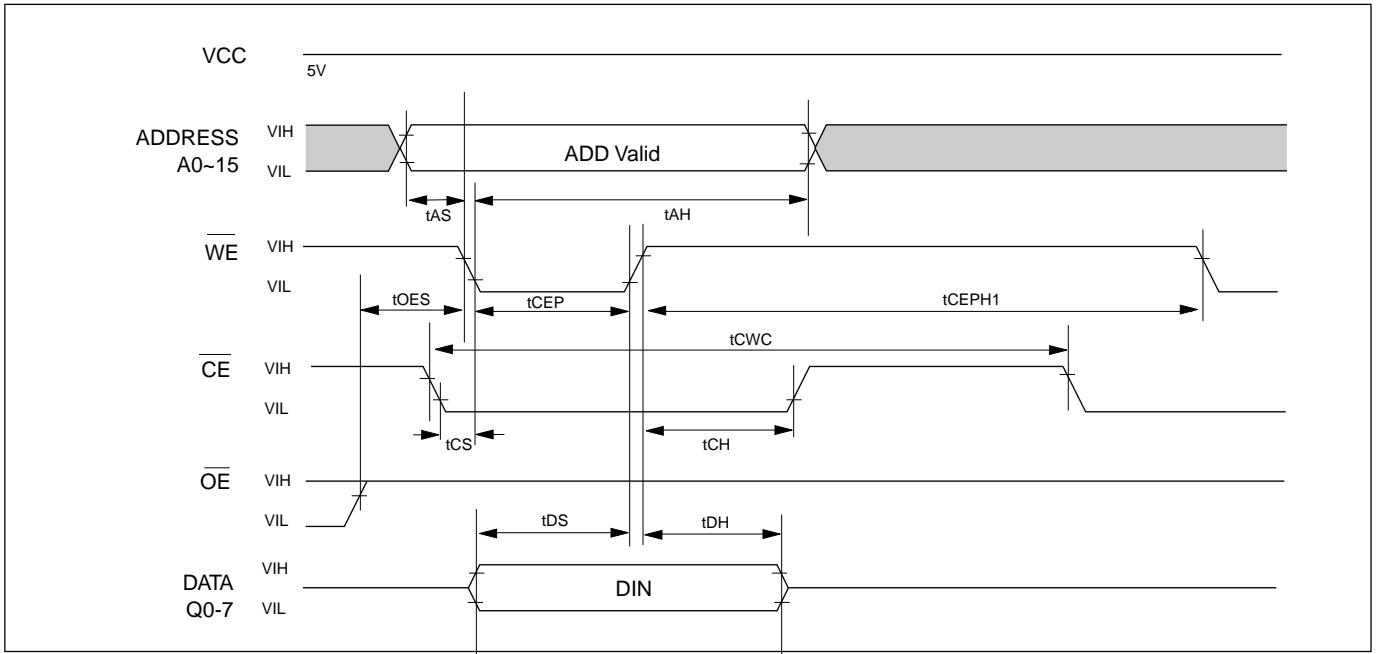 VCC
5V
ADDRESS
A0~15
VIH
VIL
ADD Valid
tAS
tAH
WE
VIH
VIL
tOES
tCEP
tCEPH1
tCWC
CE
VIH
VIL
tCS
tCH
OE
VIH
VIL
tDS
tDH
DATA
Q0-7
VIH
VIL
DIN